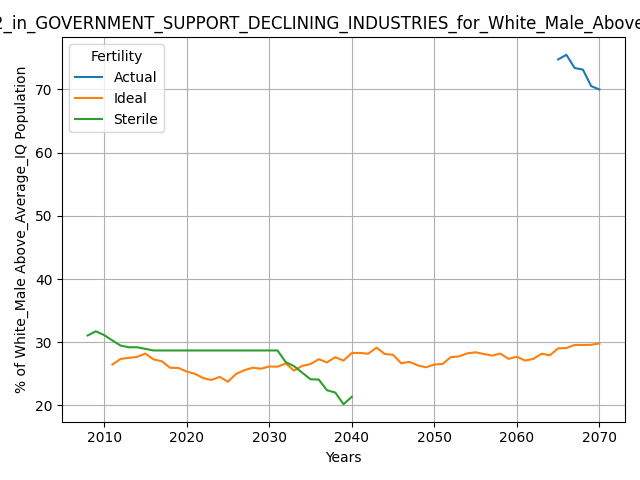 2_in_GOVERNMENT_SUPPORT_DECLINING_INDUSTRIES_for_White_Male_Above
Fertility
Actual
Ideal
Sterile
% of White_Male Above_Average_IQ Population
70
60
50
40
30
20
2010 2020 2030 2040 2050 2060 2070
Years